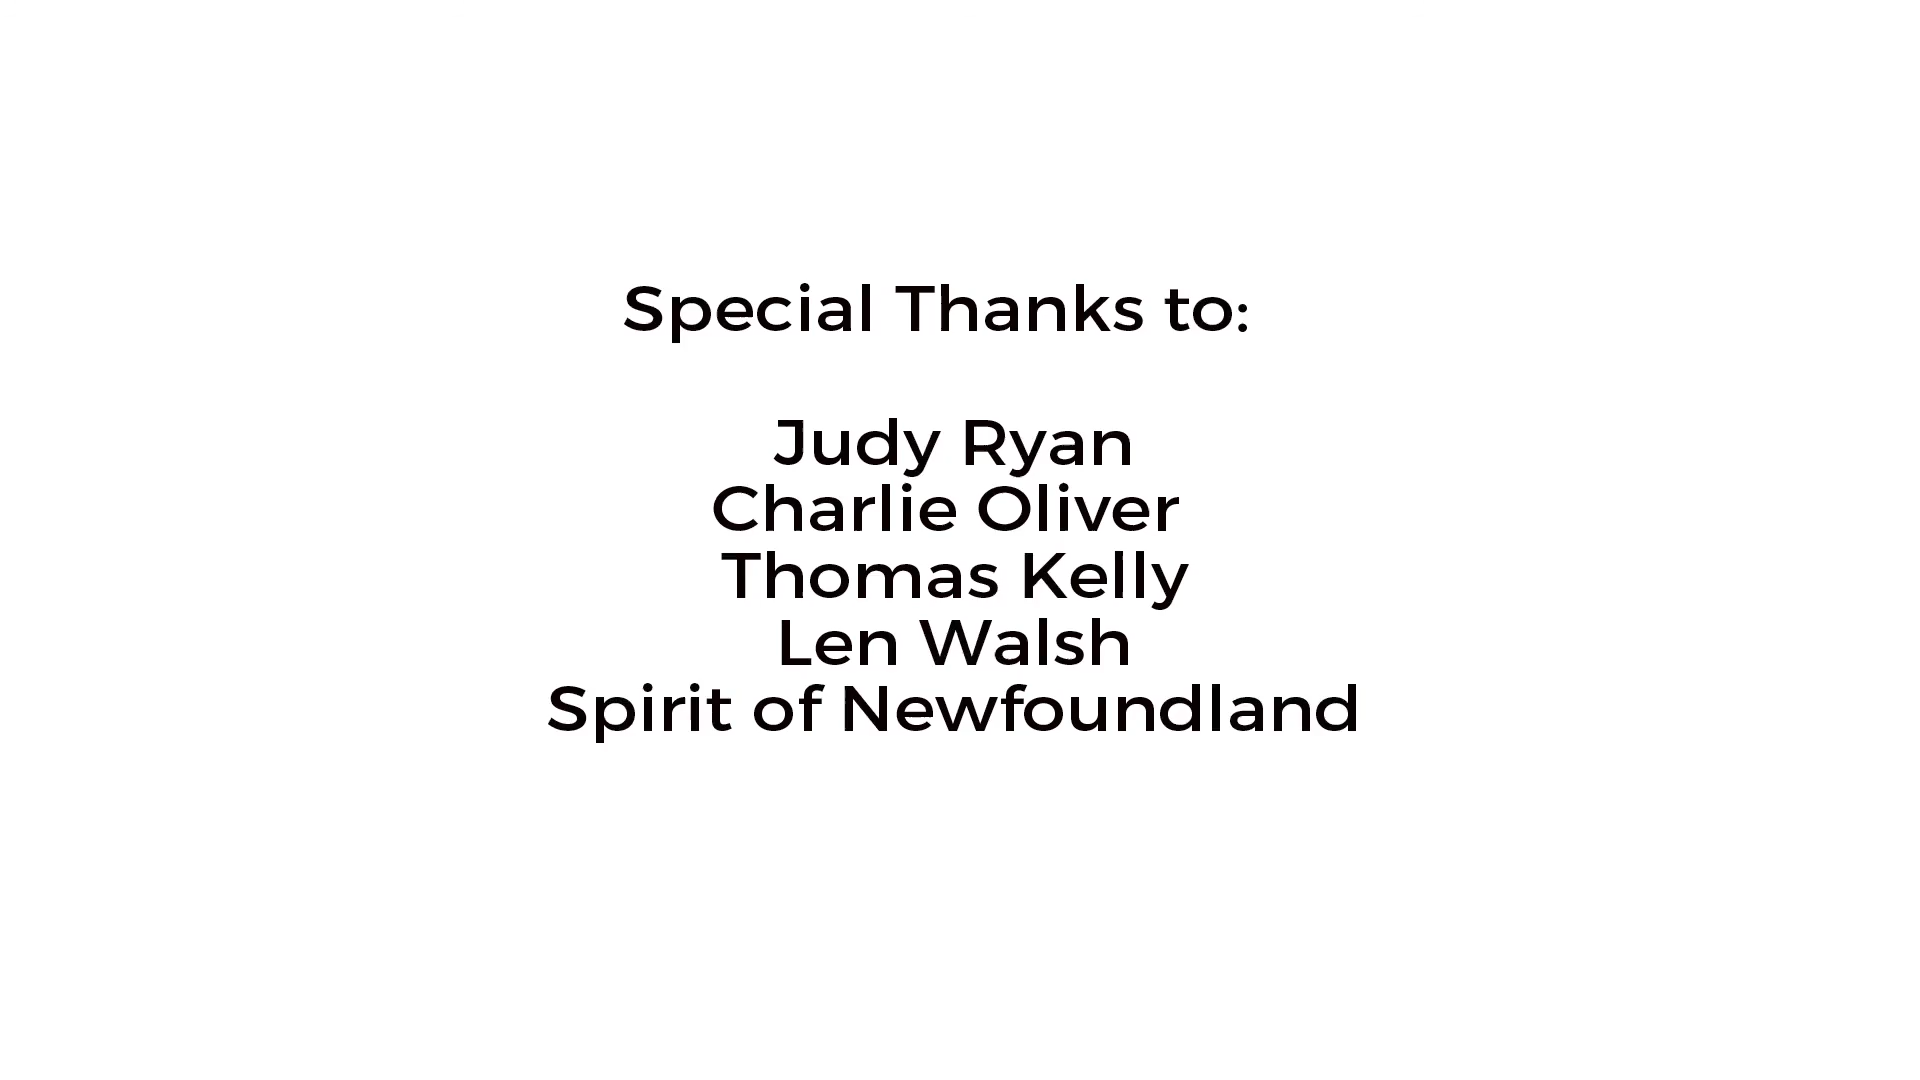 Special Thanks to:
Judy Ryan
Charlie Oliver
Thomas Kelly
Len Walsh
Spirit of Newfoundland